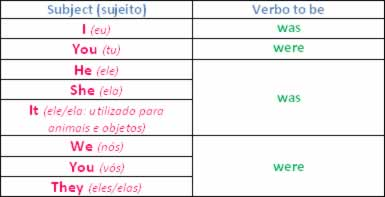 Subject (sujeito) Verbo to be
I (eu) was
You (tu) were
He (ele)
She (ela)
It (ele/ela: utilizado para
animais e objetos)
was
We (nós)
You (vós)
They (eles/elas)
were